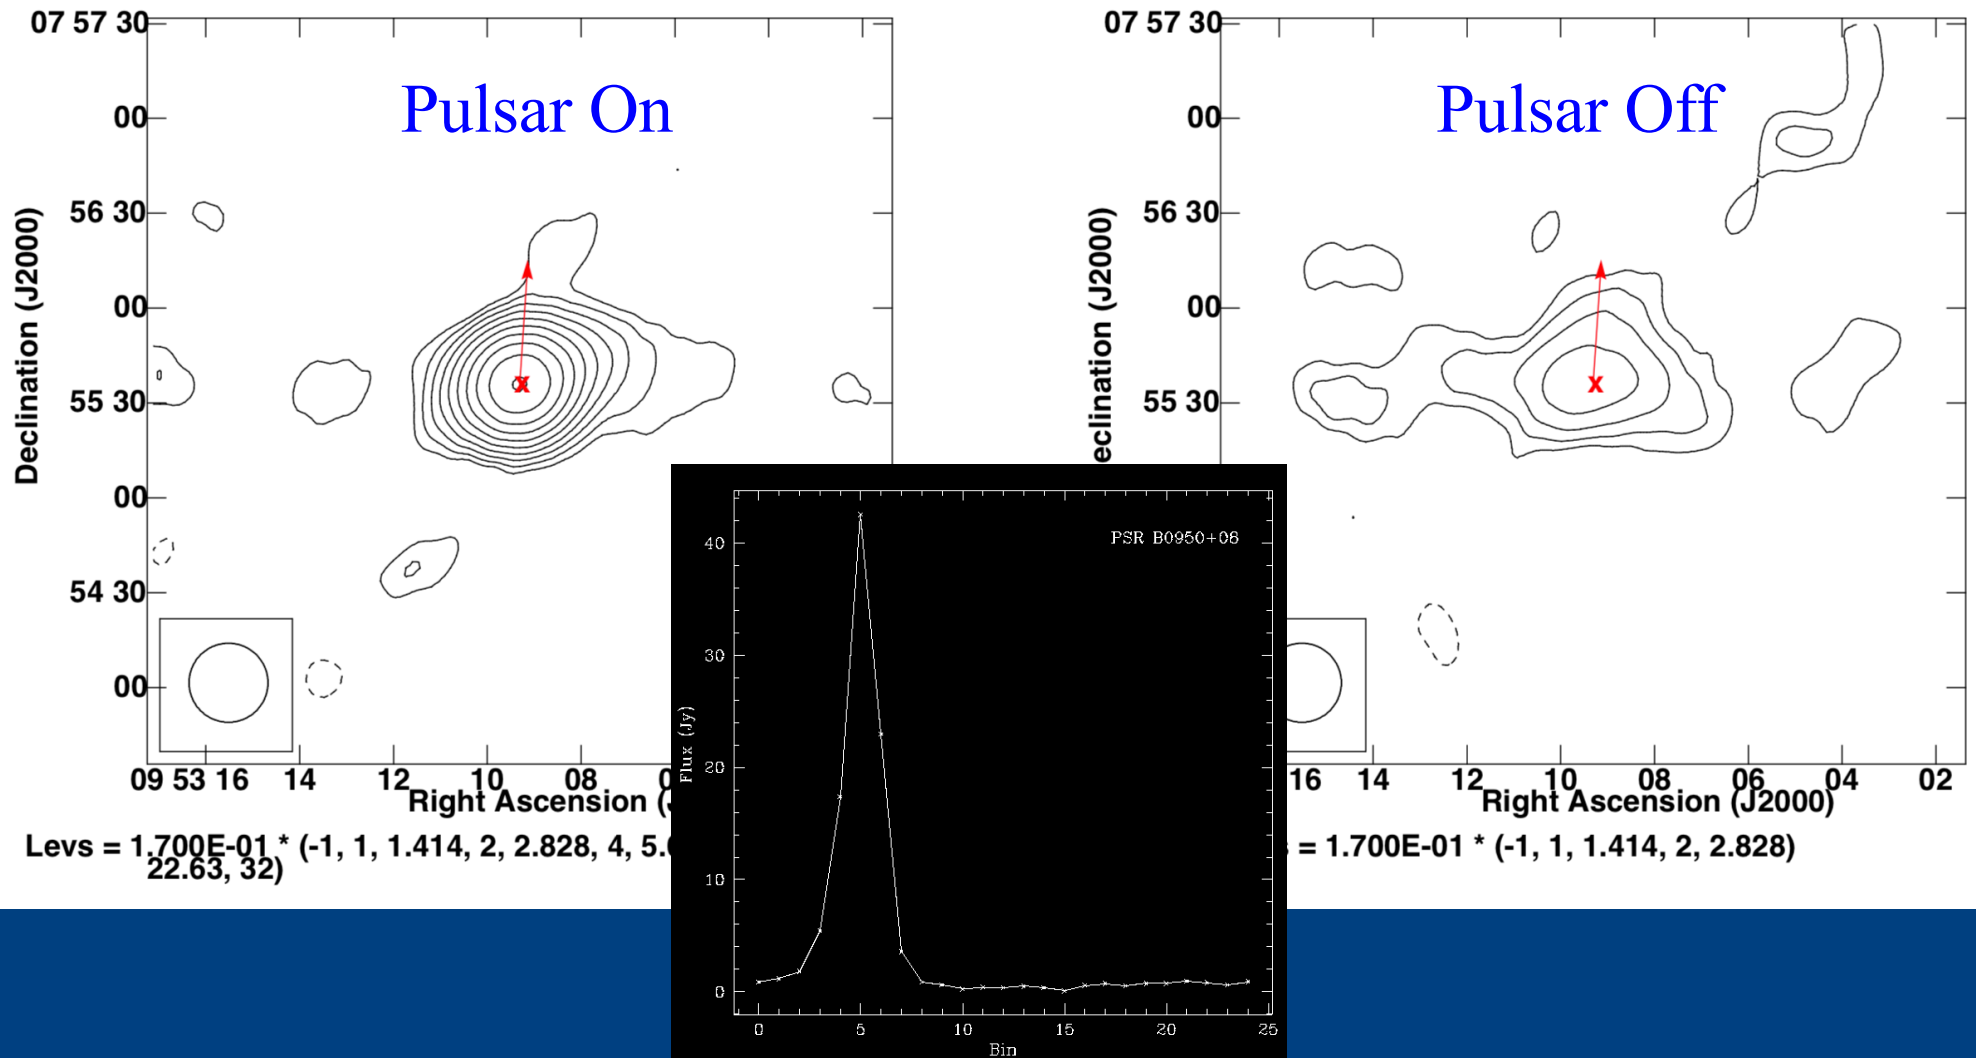 Pulsar On
07 57 30
00
56 30
00
55 30
00
54 30
00
Declination (J2000)
09 53 16 14 12 10 08
Right Ascension (J
Levs = 1.700E-01 * (-1, 1, 1.414, 2, 2.828, 4, 5.
22.63, 32)
Pulsar Off
07 57 30
00
56 30
00
55 30
eclination (J2000)
16 14 12 10 08 06 04 02
Right Ascension (J2000)
= 1.700E-01 * (-1, 1, 1.414, 2, 2.828)
PSR B0950+08
40
30
20
10
0
Flux (Jy)
0 5 10 15 20 25
Bin
x
x